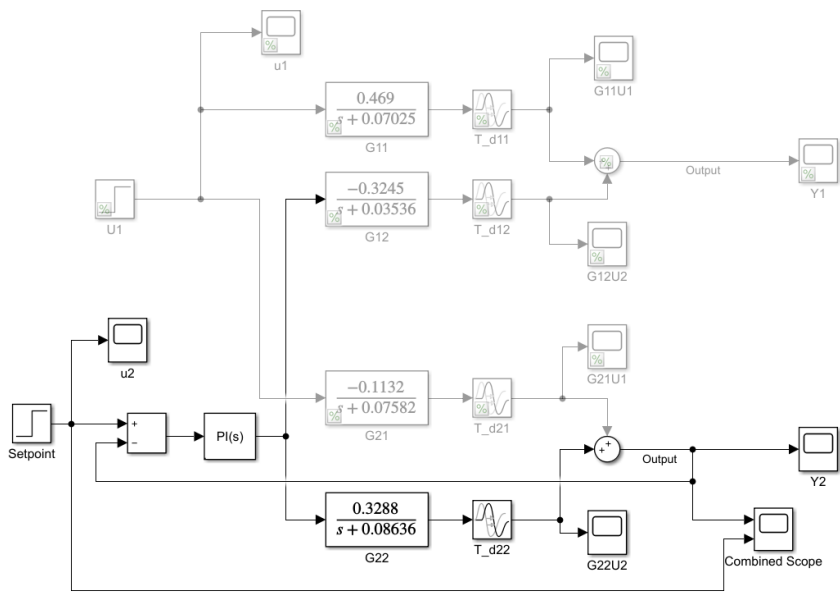 u1
0.469
s + 0.07025
G11
T_d11
G11U1
Output
Y1
U1
−0.3245
s + 0.03536
G12
T_d12
G12U2
u2
−0.1132
s + 0.07582
G21
T_d21
G21U1
Setpoint
+
−
PI(s)
+
+
Output
Y2
0.3288
s + 0.08636
G22
T_d22
G22U2
Combined Scope